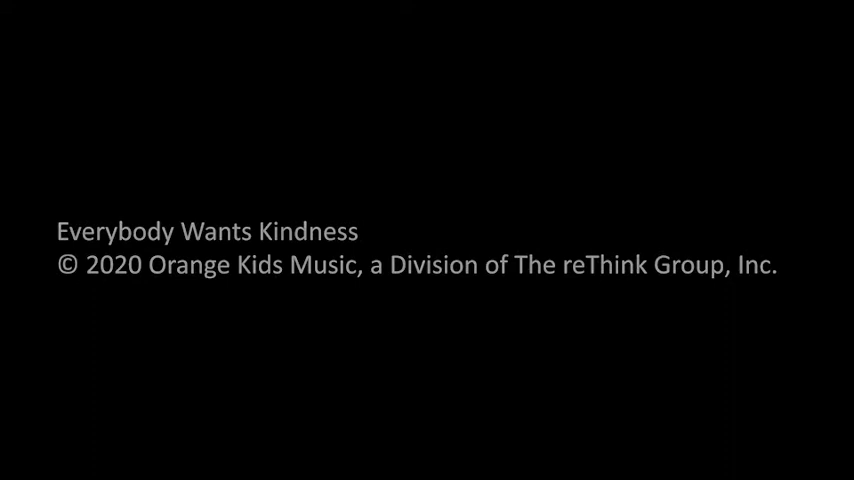 Everybody Wants Kindness
© 2020 Orange Kids Music, a Division of The reThink Group, Inc.